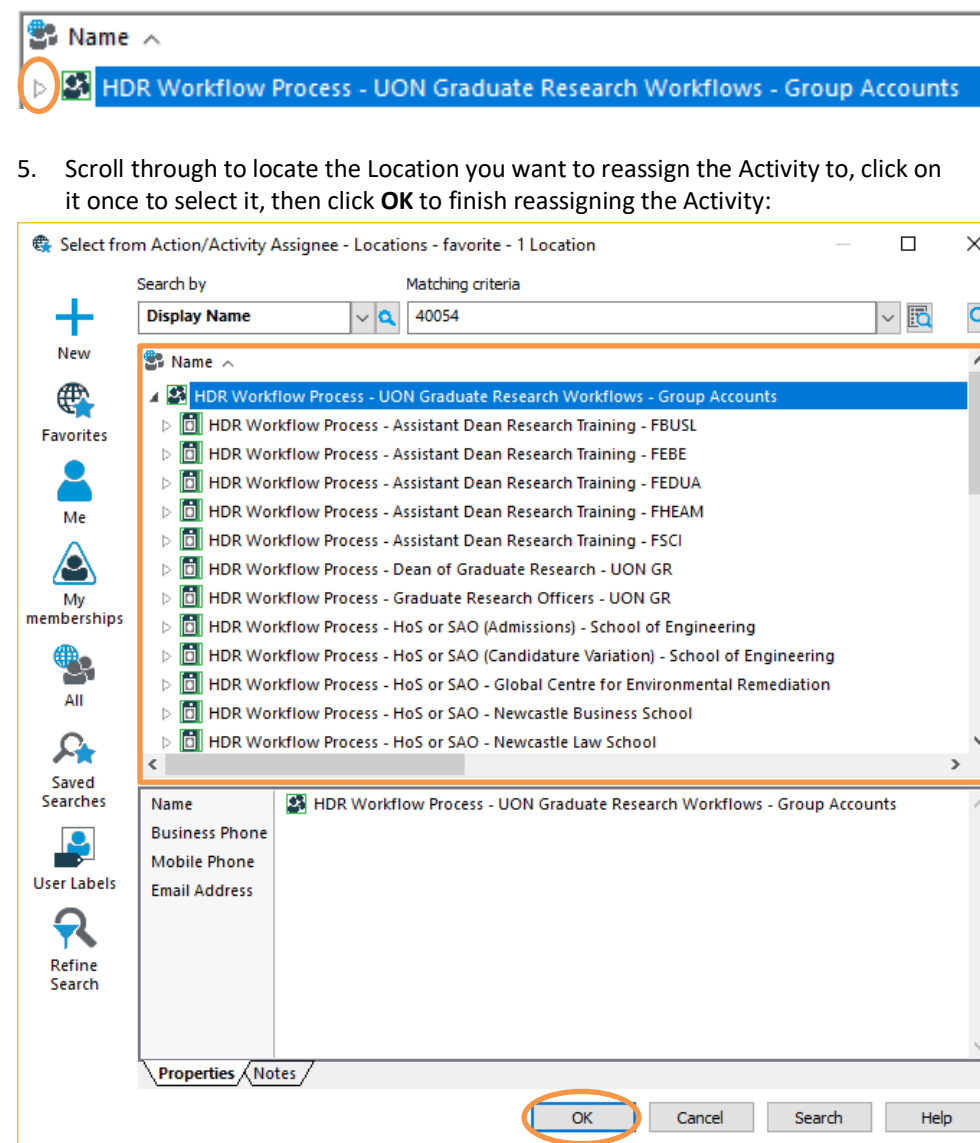 Name
HDR Workflow Process - UON Graduate Research Workflows - Group Accounts
5. Scroll through to locate the Location you want to reassign the Activity to, click on
it once to select it, then click OK to finish reassigning the Activity:
Select from Action/Activity Assignee - Locations - favorite - 1 Location
Search by Matching criteria
Display Name 40054
New
Favorites
Me
My
memberships
All
Saved
Searches
User Labels
Refine
Search
Name
HDR Workflow Process - UON Graduate Research Workflows - Group Accounts
HDR Workflow Process - Assistant Dean Research Training - FBUSL
HDR Workflow Process - Assistant Dean Research Training - FEBE
HDR Workflow Process - Assistant Dean Research Training - FEDUA
HDR Workflow Process - Assistant Dean Research Training - FHEAM
HDR Workflow Process - Assistant Dean Research Training - FSCI
HDR Workflow Process - Dean of Graduate Research - UON GR
HDR Workflow Process - Graduate Research Officers - UON GR
HDR Workflow Process - HoS or SAO (Admissions) - School of Engineering
HDR Workflow Process - HoS or SAO (Candidature Variation) - School of Engineering
HDR Workflow Process - HoS or SAO - Global Centre for Environmental Remediation
HDR Workflow Process - HoS or SAO - Newcastle Business School
HDR Workflow Process - HoS or SAO - Newcastle Law School
Name HDR Workflow Process - UON Graduate Research Workflows - Group Accounts
Business Phone
Mobile Phone
Email Address
Properties Notes
OK Cancel Search Help